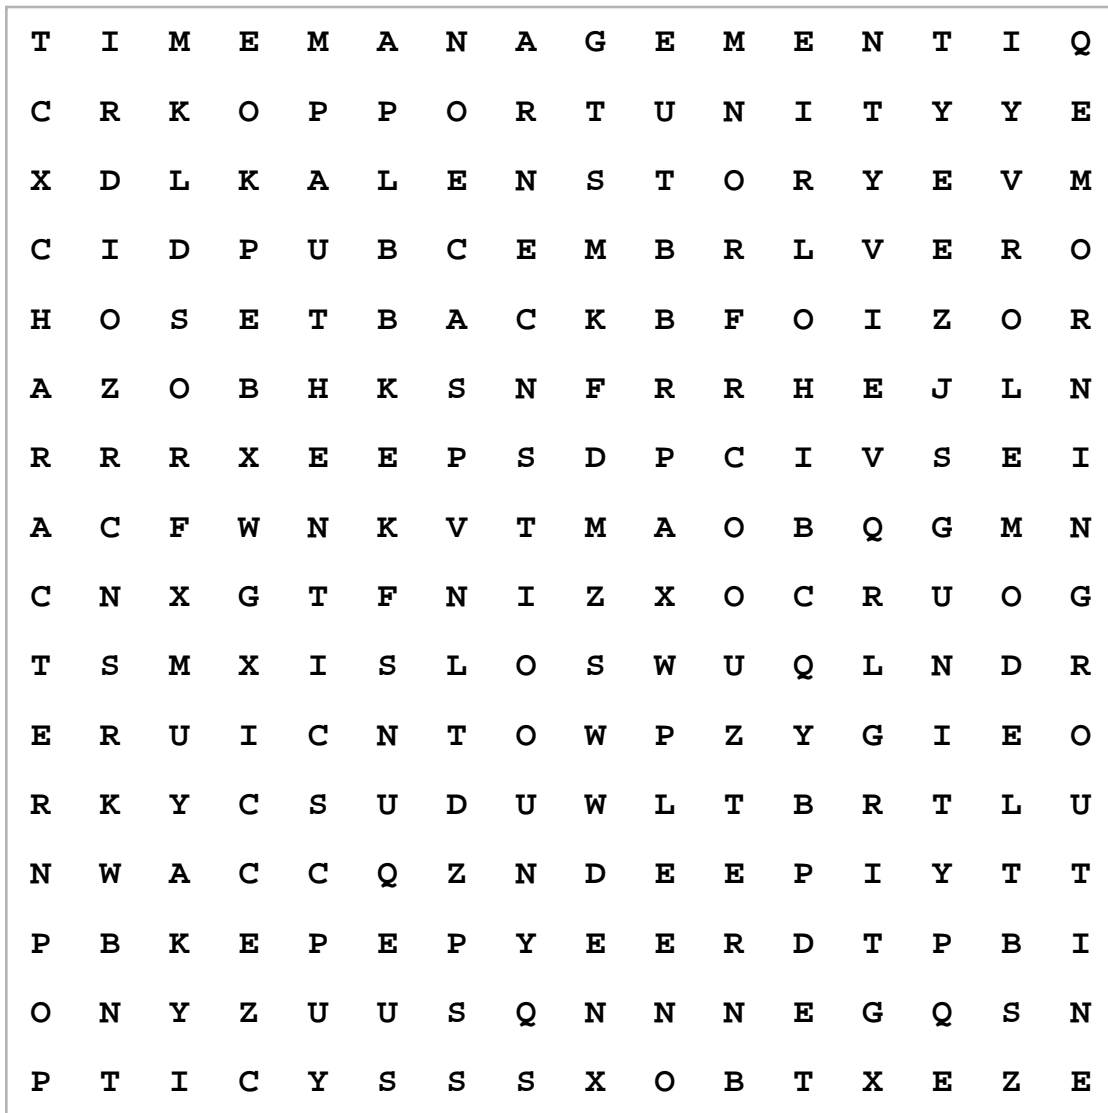 T I M E M A N A G E M E N T I Q
C R K O P P O R T U N I T Y Y E
X D L K A L E N S T O R Y E V M
C I D P U B C E M B R L V E R O
H O S E T B A C K B F O I Z O R
A Z O B H K S N F R R H E J L N
R R R X E E P S D P C I V S E I
A C F W N K V T M A O B Q G M N
C N X G T F N I Z X O C R U O G
T S M X I S L O S W U Q L N D R
E R U I C N T O W P Z Y G I E O
R K Y C S U D U W L T B R T L U
N W A C C Q Z N D E E P I Y T T
P B K E P E P Y E E R D T P B I
O N Y Z U U S Q N N N E G Q S N
P T I C Y S S S X O B T X E Z E